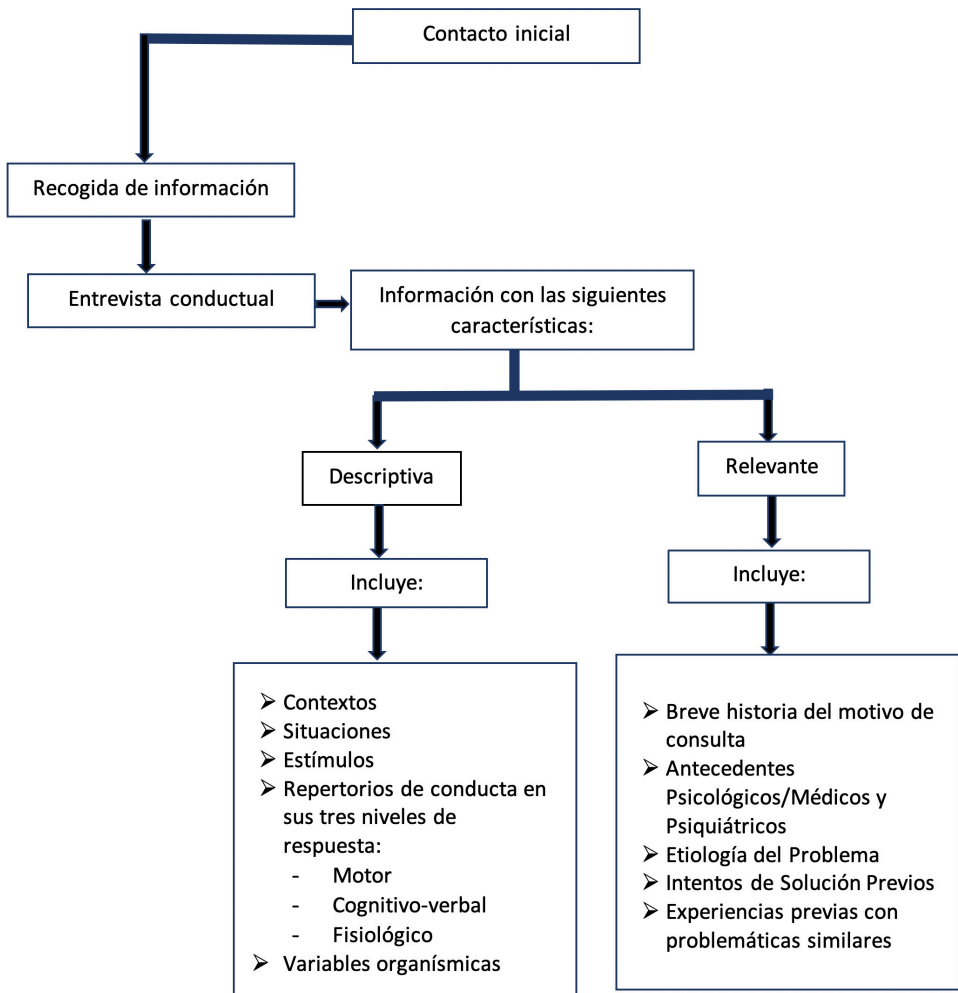 Contacto inicial
Recogida de información
Entrevista conductual
Información con las siguientes
características:
Descriptiva
Relevante
Incluye:
Incluye:
➢ Contextos
➢ Situaciones
➢ Estímulos
➢ Repertorios de conducta en
sus tres niveles de
respuesta:
- Motor
- Cognitivo-verbal
- Fisiológico
➢ Variables organísmicas
➢ Breve historia del motivo de
consulta
➢ Antecedentes
Psicológicos/Médicos y
Psiquiátricos
➢ Etiología del Problema
➢ Intentos de Solución Previos
➢ Experiencias previas con
problemáticas similares